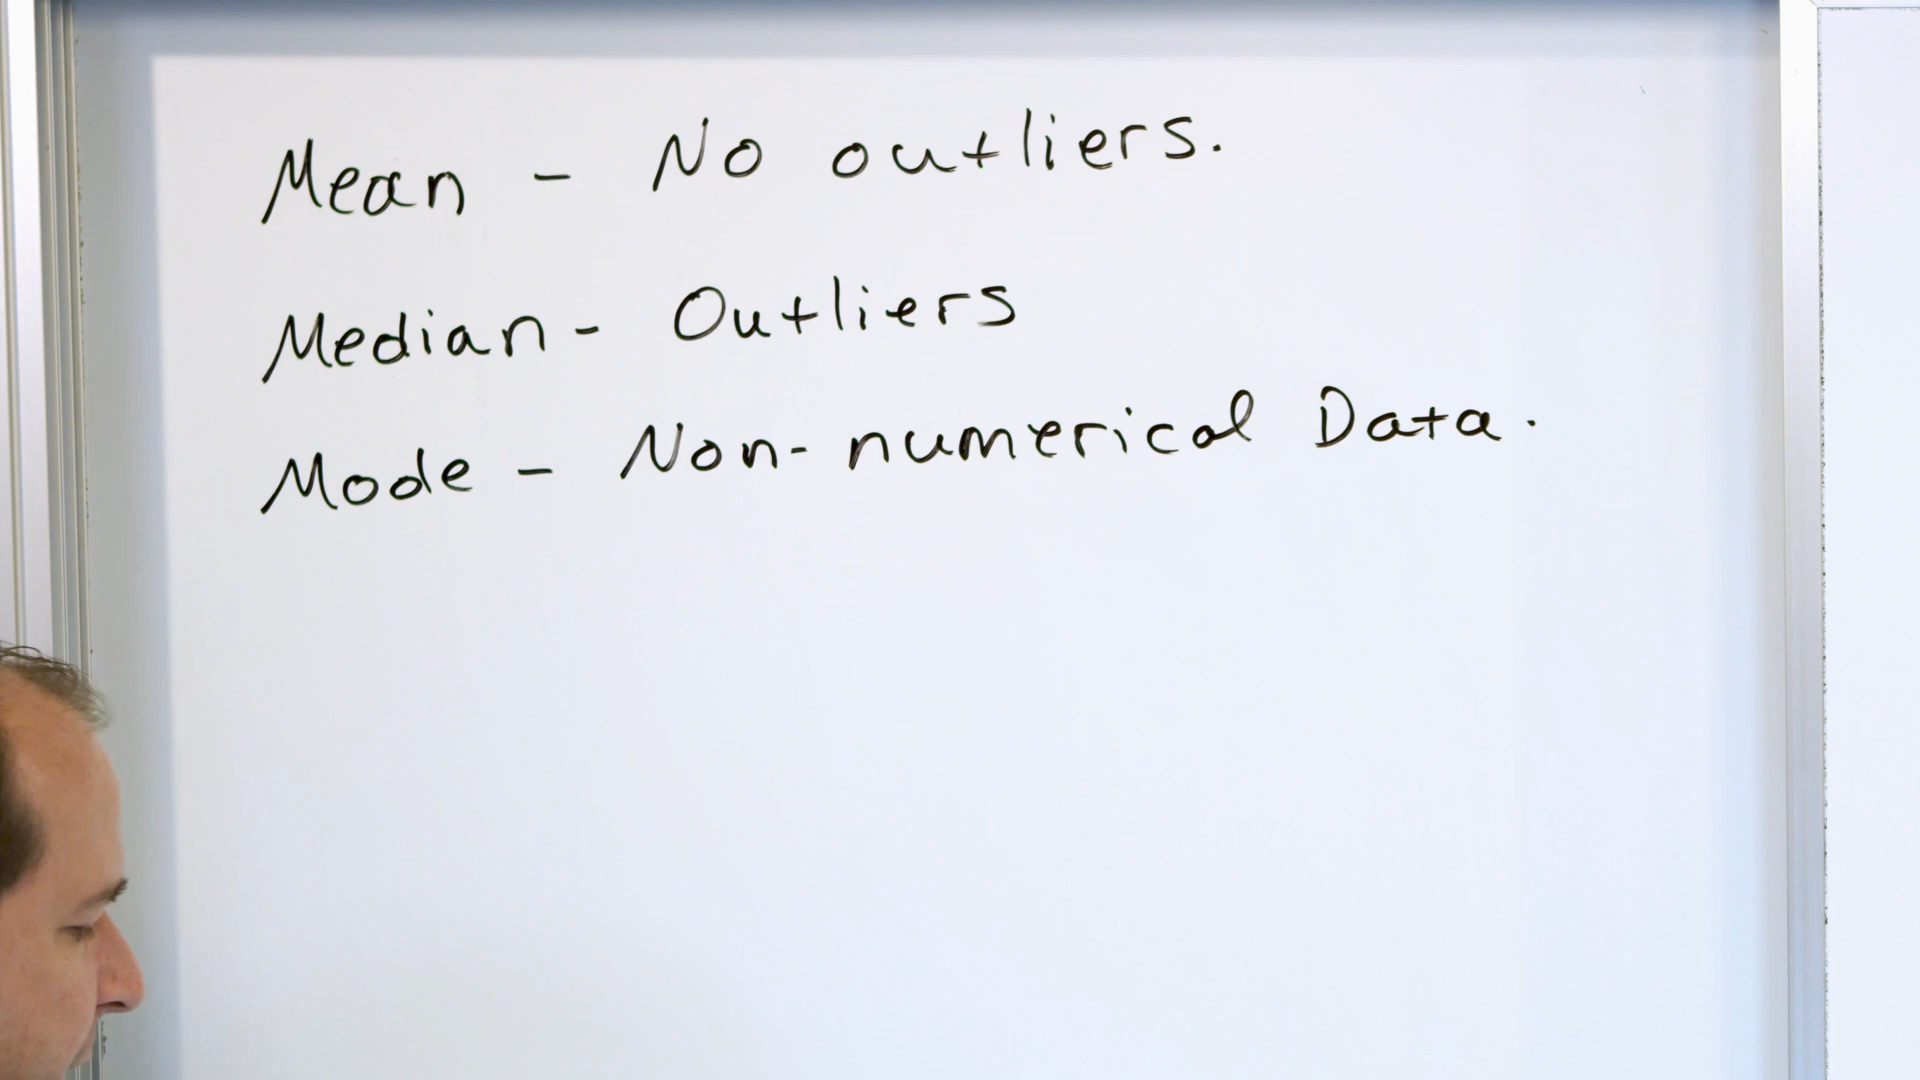 Mean - No outliers.
Median - Outliers
Mode - Non-numerical Data.